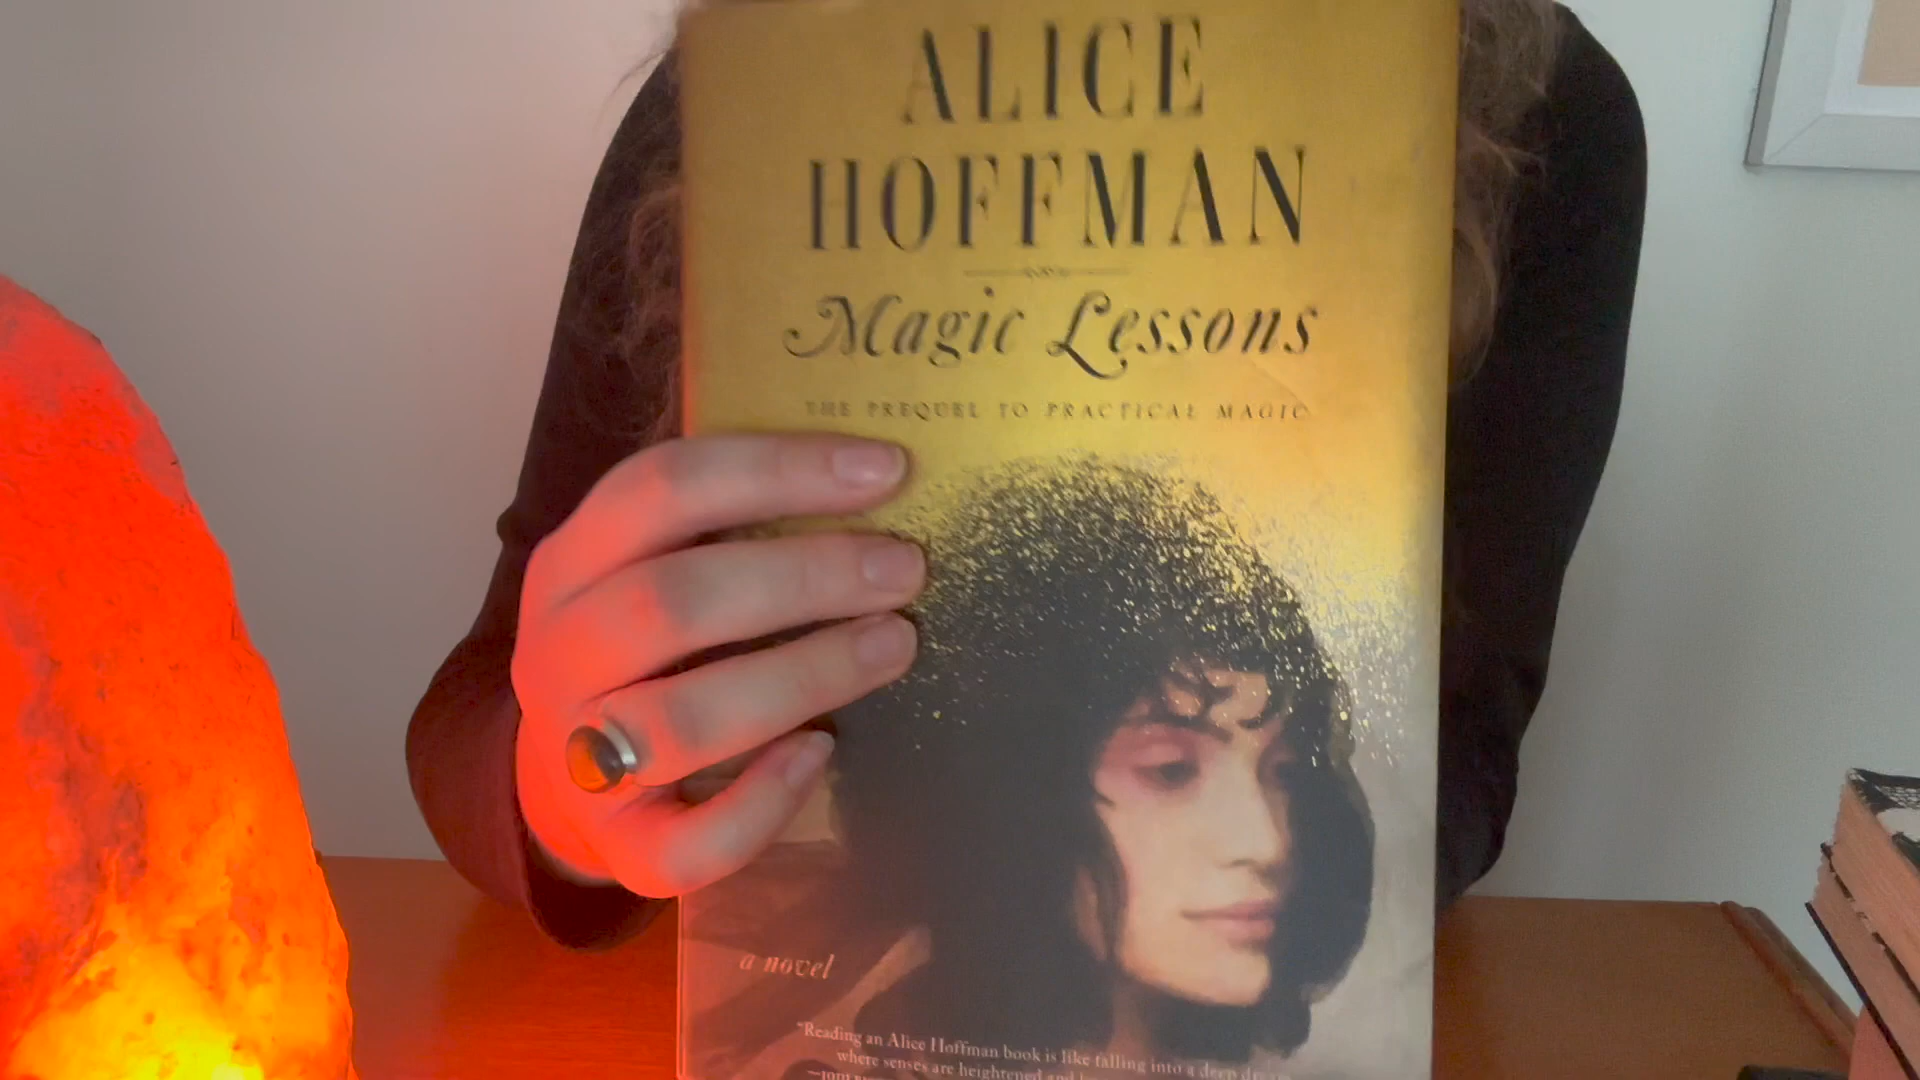 ALICE
HOFFMAN
Magic Lessons
THE PREQUEL TO PRACTICAL MAGIC
a novel
"Reading an Alice Hoffman book is like falling into a deep dream
where senses are heightened and